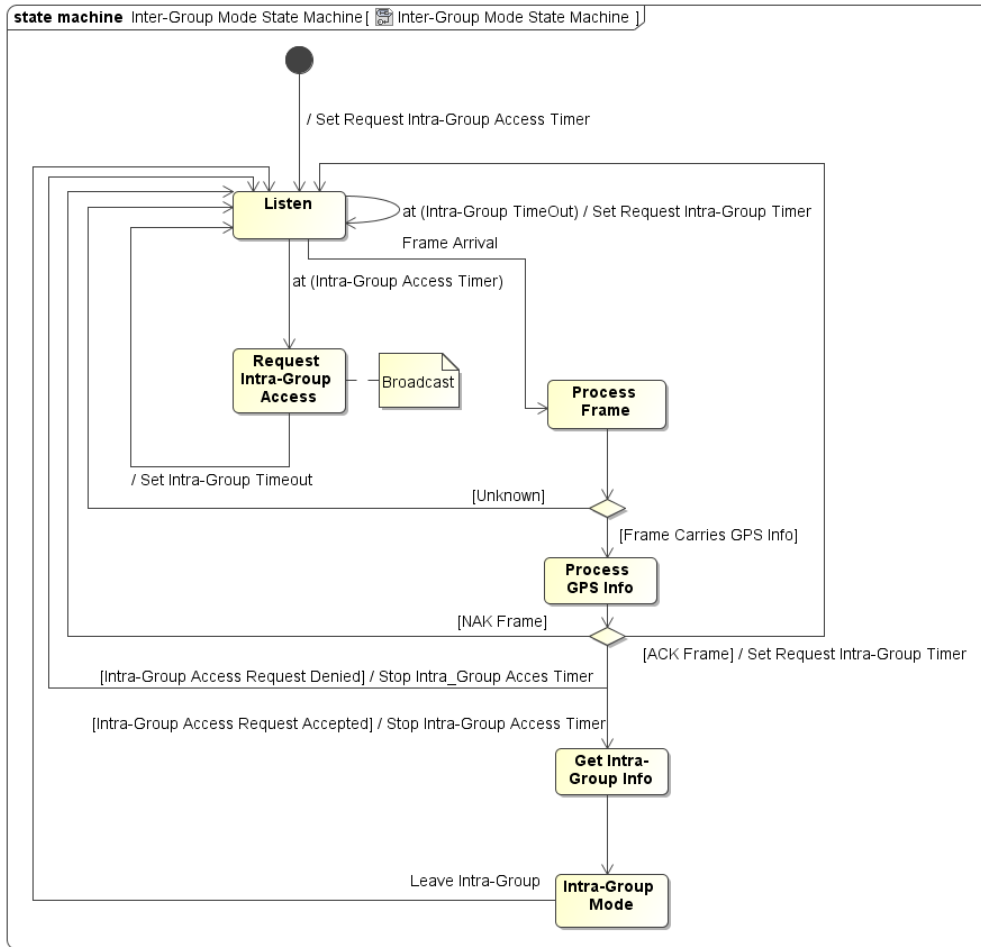 state machine Inter-Group Mode State Machine[ Inter-Group Mode State Machine ]
/ Set Request Intra-Group Access Timer
Listen
at (Intra-Group TimeOut) / Set Request Intra-Group Timer
Frame Arrival
at (Intra-Group Access Timer)
Request
Intra-Group
Access
Broadcast
Process
Frame
/ Set Intra-Group Timeout
[Unknown]
[Frame Carries GPS Info]
Process
GPS Info
[NAK Frame]
[ACK Frame] / Set Request Intra-Group Timer
[Intra-Group Access Request Denied] / Stop Intra_Group Acces Timer
[Intra-Group Access Request Accepted] / Stop Intra-Group Access Timer
Get Intra-
Group Info
Leave Intra-Group
Intra-Group
Mode